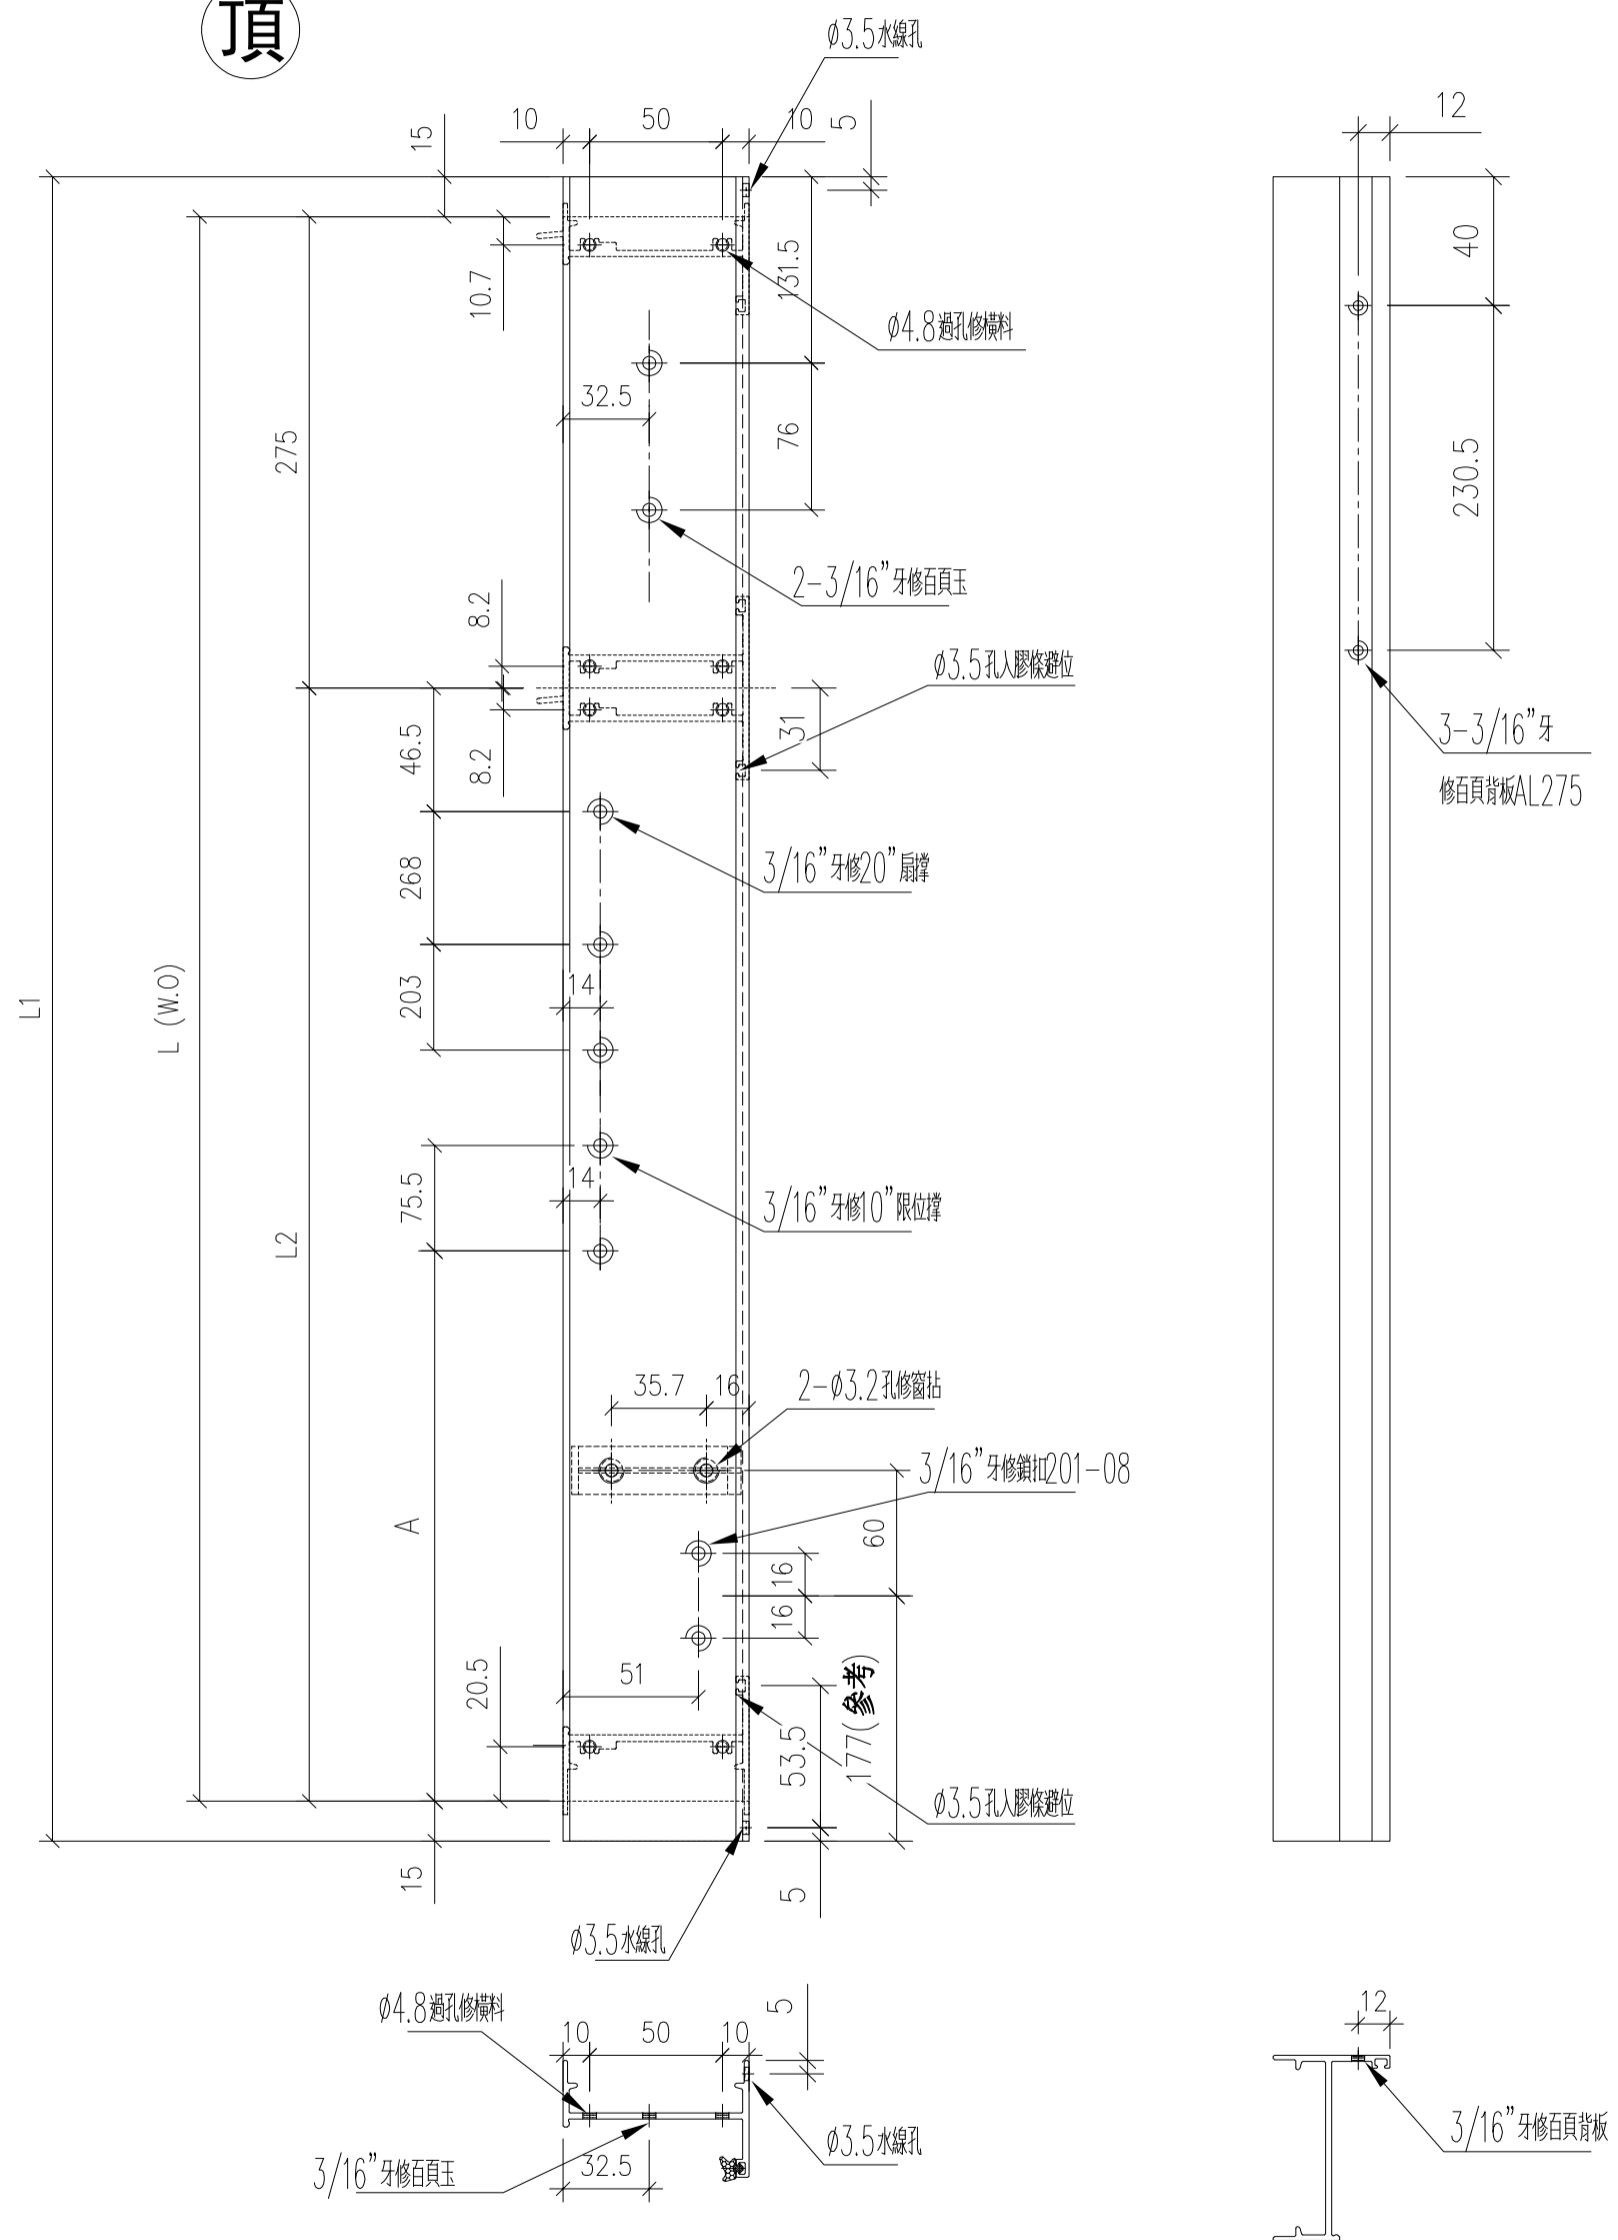 頂
ø3.5水線孔
10
50
10
5
15
12
131.5
40
10.7
ø4.8過孔修橫料
32.5
275
76
230.5
2-3/16”牙修百頁玉
8.2
ø3.5孔入膠條避位
31
46.5
8.2
3-3/16”牙
修百頁背板AL275
3/16”牙修20”扇撐
268
203
14
L1
L (W.O)
75.5
14
3/16”牙修10”限位撐
L2
35.7
16
2-ø3.2孔修窗拈
3/16”牙修鎖扣201-08
A
60
16
16
20.5
51
177(參考)
53.5
ø3.5孔入膠條避位
15
5
ø3.5水線孔
ø4.8過孔修橫料
10
50
10
5
12
3/16”牙修百頁玉
32.5
ø3.5水線孔
3/16”牙修百頁背板